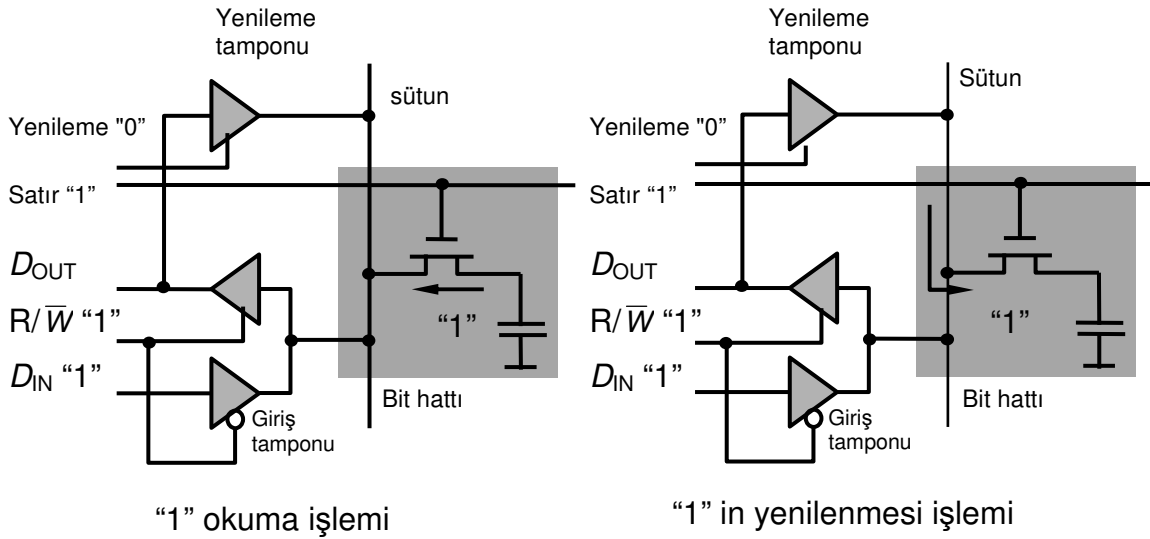 Yenileme
tamponu
sütun
Yenileme "0”
Satır “1”
DOUT
R/W̅ “1”
DIN “1”
“1”
Giriş
tamponu
Bit hattı
“1” okuma işlemi
Yenileme
tamponu
Sütun
Yenileme "0”
Satır “1”
DOUT
R/W̅ “1”
DIN “1”
“1”
Giriş
tamponu
Bit hattı
“1” in yenilenmesi işlemi